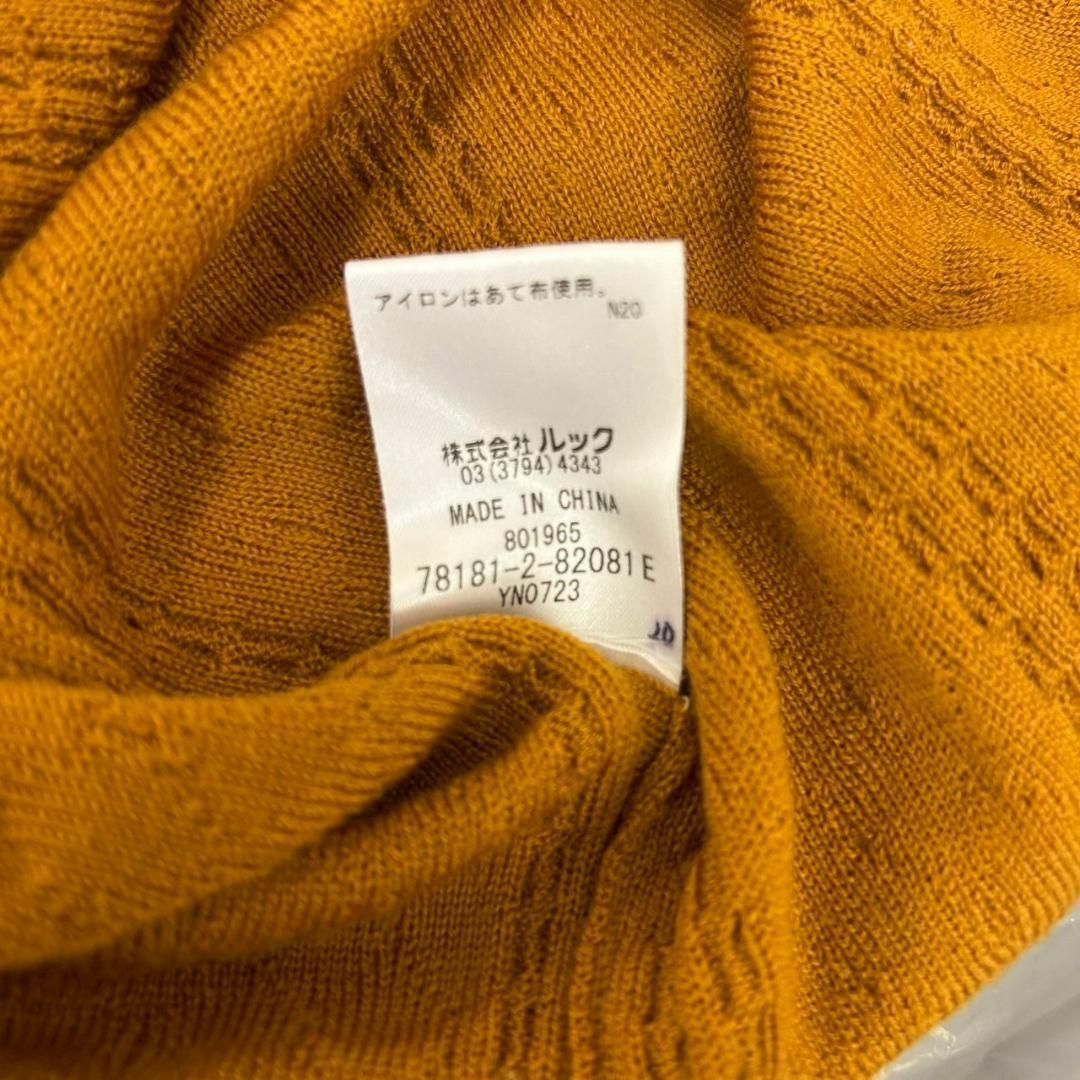 アイロンはあて布使用。
N20
株式会社 ルック
03(3794)4343
MADE IN CHINA
801965
78181-2-82081E
YN0723